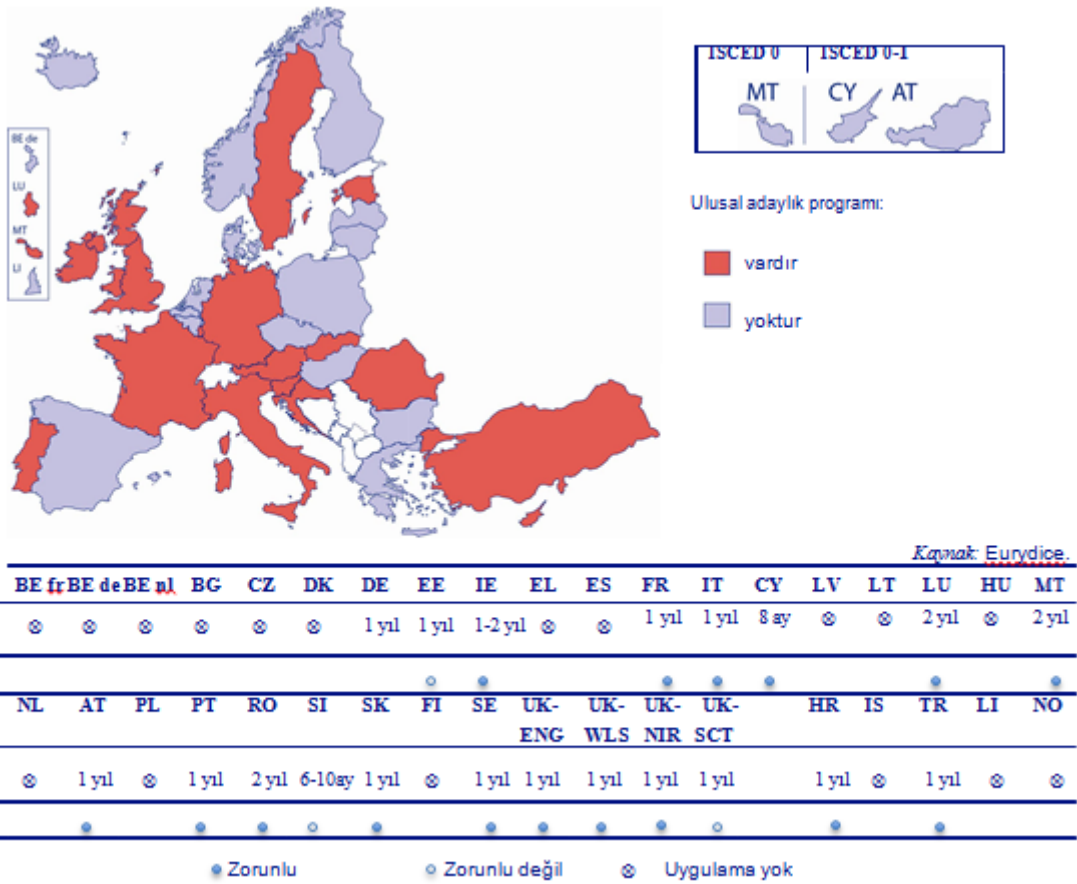 ISCED 0 ISCED 0-1
MT CY AT
BE de
LU
MT
LI
Ulusal adaylık programı:
vardır
yoktur
Kaynak: Eurydice.
BE fr BE de BE nl BG CZ DK DE EE IE EL ES FR IT CY LV LT LU HU MT
⊗ ⊗ ⊗ ⊗ ⊗ ⊗ 1 yıl 1 yıl 1-2 yıl ⊗ ⊗ 1 yıl 1 yıl 8 ay ⊗ ⊗ 2 yıl ⊗ 2 yıl
NL AT PL PT RO SI SK FI SE UK-ENG UK-WLS UK-NIR UK-SCT HR IS TR LI NO
⊗ 1 yıl ⊗ 1 yıl 2 yıl 6-10ay 1 yıl ⊗ 1 yıl 1 yıl 1 yıl 1 yıl 1 yıl 1 yıl ⊗ 1 yıl ⊗ ⊗
● Zorunlu ○ Zorunlu değil ⊗ Uygulama yok